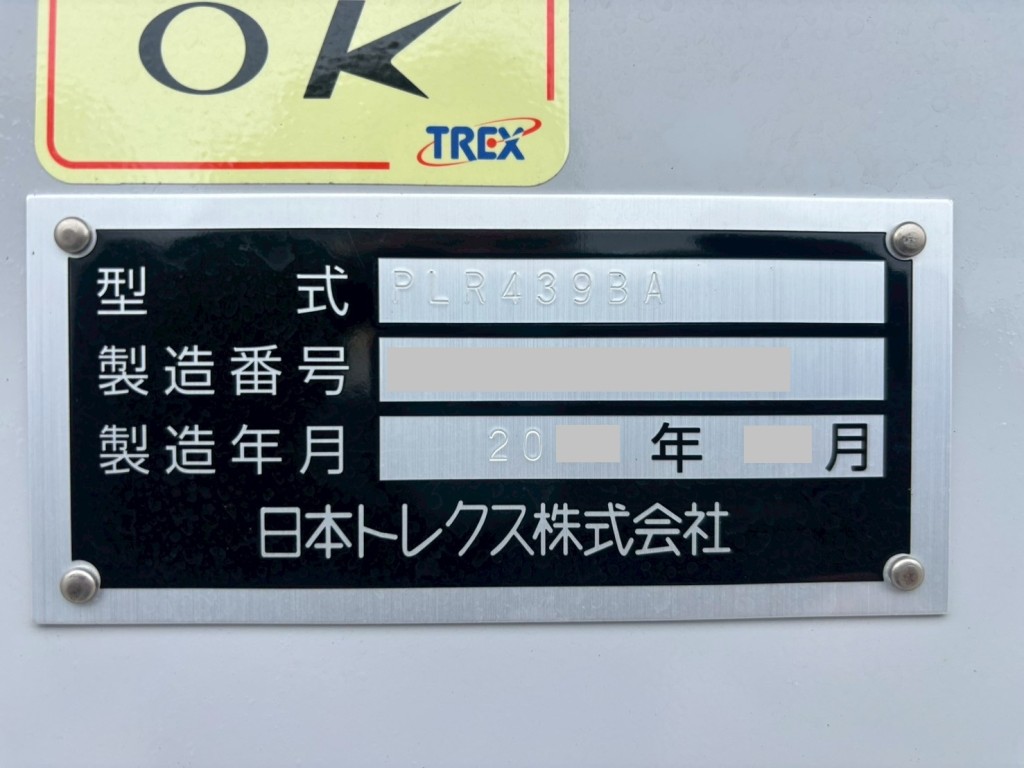 OK
TREX
型式 PLR439BA
製造番号
製造年月 20 年 月
日本トレクス株式会社